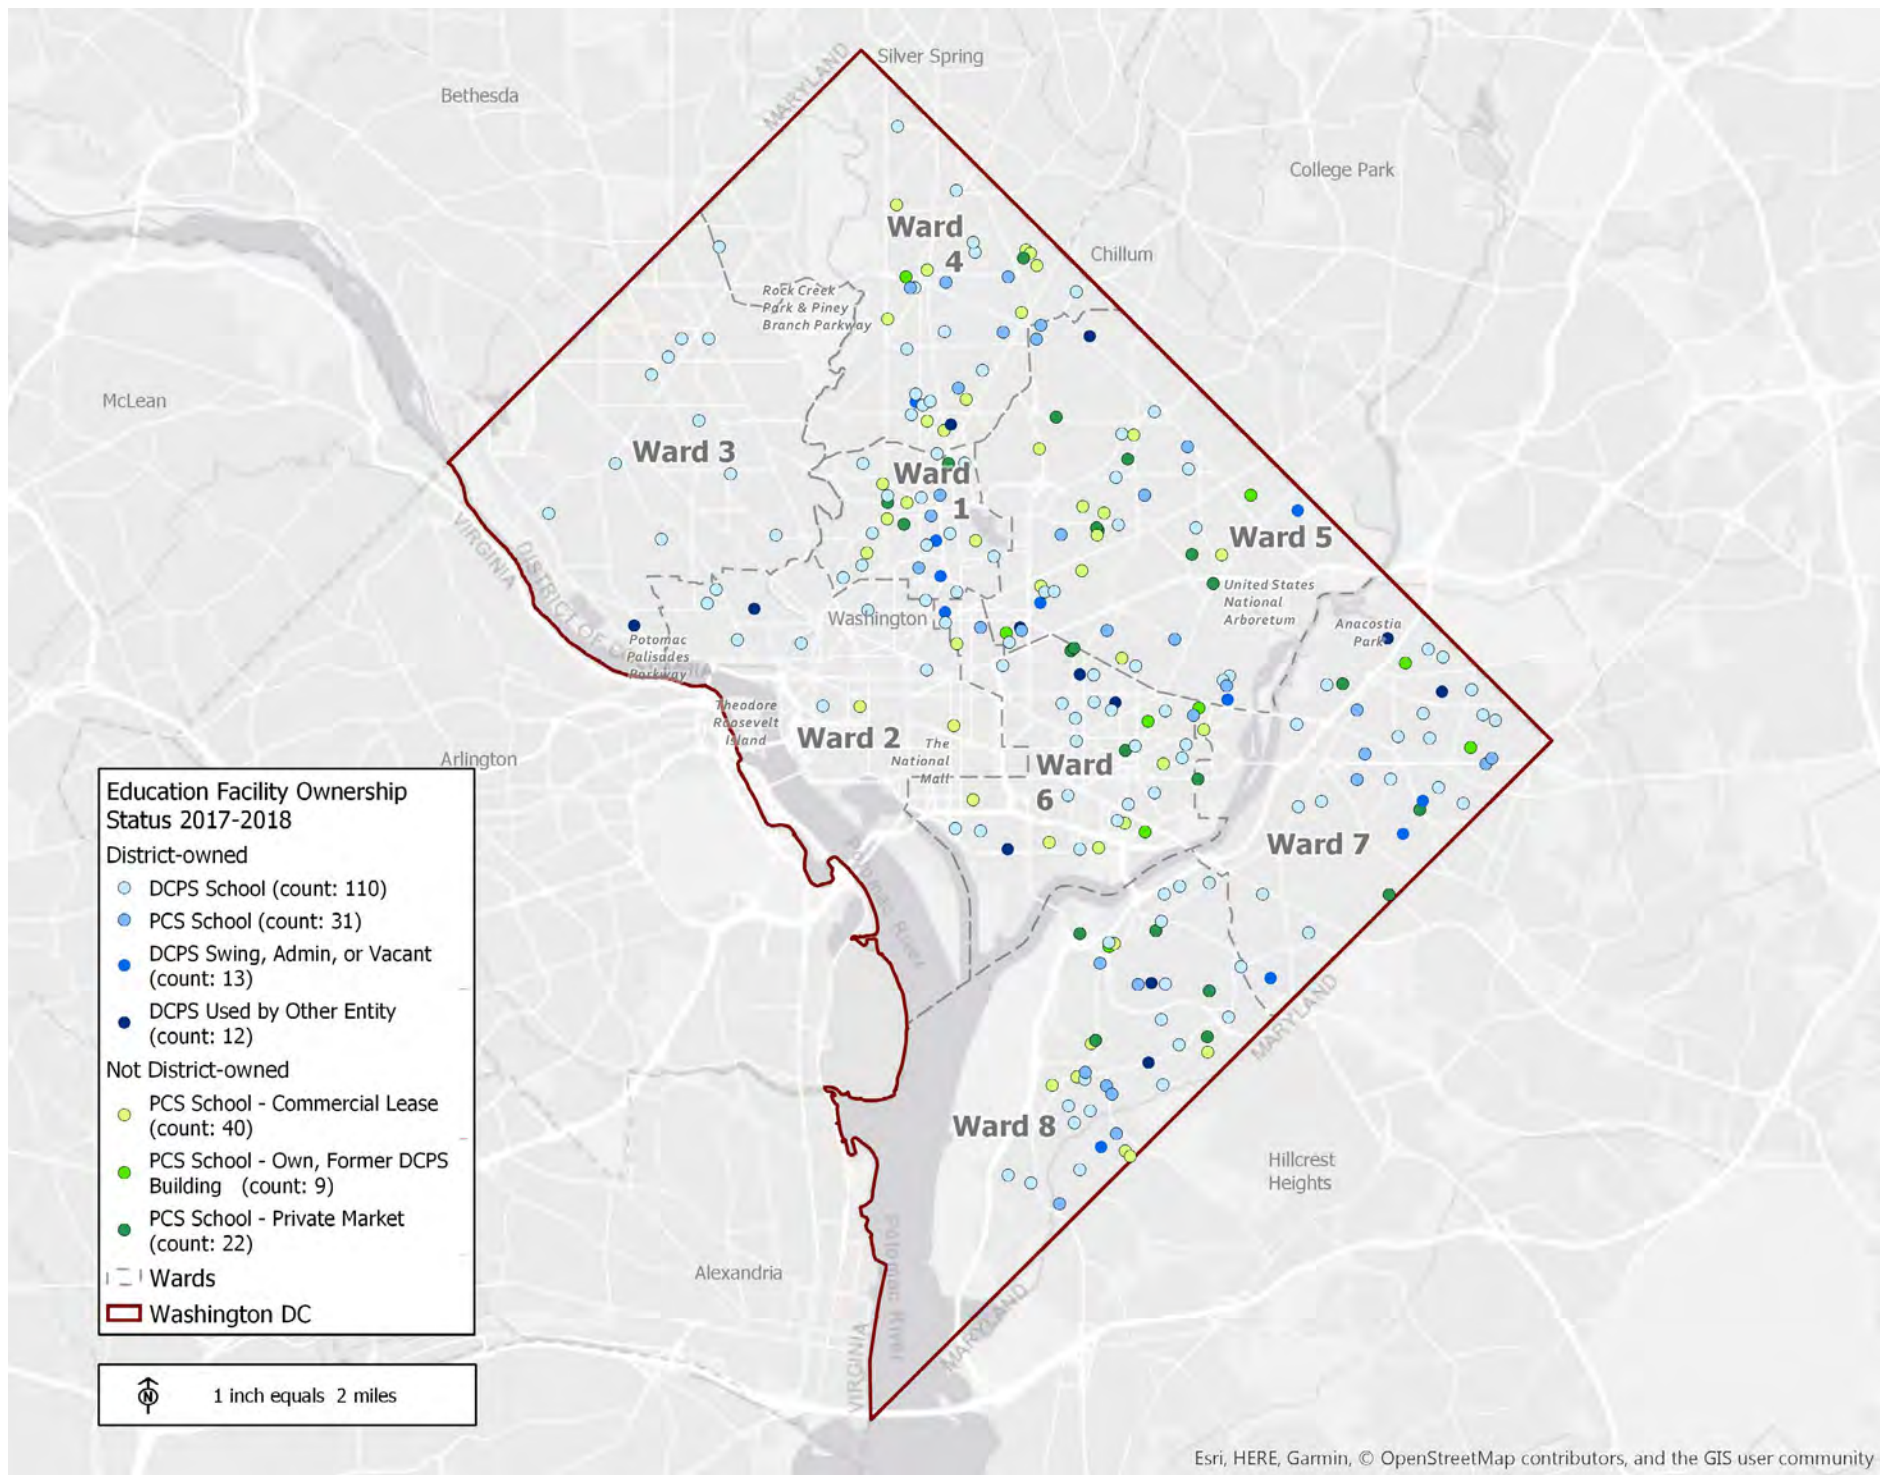 Silver Spring
MARYLAND
Bethesda
College Park
Ward
4
Chillum
Rock Creek
Park & Piney
Branch Parkway
McLean
Ward 3
Ward
1
Ward 5
VIRGINIA
DISTRICT OF COLUMBIA
United States
National
Arboretum
Washington
Anacostia
Park
Potomac
Palisades
Parkway
Theodore
Roosevelt
Island
Ward 2
The
National
Mall
Ward
6
Arlington
Ward 7
Potomac River
MARYLAND
Ward 8
Hillcrest
Heights
Alexandria
Potomac River
MARYLAND
VIRGINIA
Education Facility Ownership
Status 2017-2018
District-owned
DCPS School (count: 110)
PCS School (count: 31)
DCPS Swing, Admin, or Vacant
(count: 13)
DCPS Used by Other Entity
(count: 12)
Not District-owned
PCS School - Commercial Lease
(count: 40)
PCS School - Own, Former DCPS
Building (count: 9)
PCS School - Private Market
(count: 22)
Wards
Washington DC
N
1 inch equals 2 miles
Esri, HERE, Garmin, © OpenStreetMap contributors, and the GIS user community